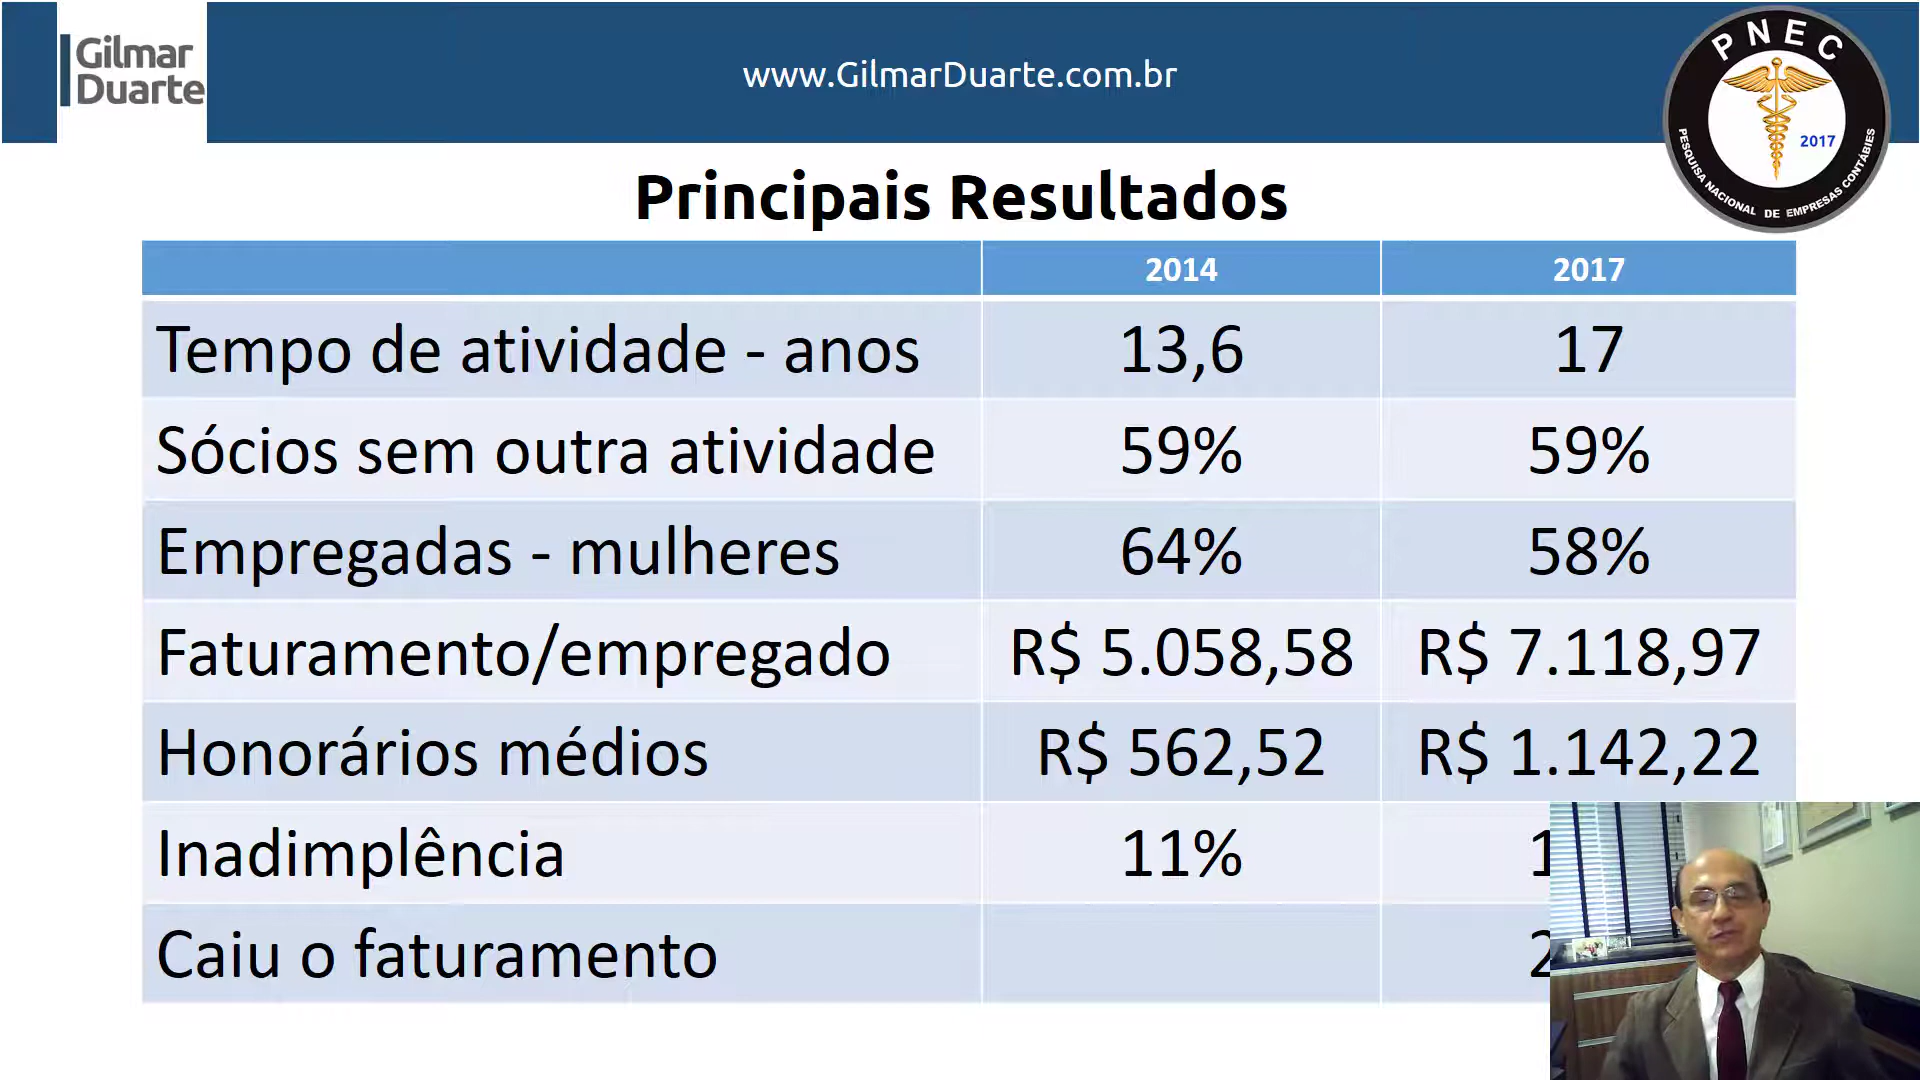 Gilmar
Duarte
www.GilmarDuarte.com.br
PNEC
2017
PESQUISA NACIONAL DE EMPRESAS CONTÁBIES
Principais Resultados
2014 2017
Tempo de atividade - anos 13,6 17
Sócios sem outra atividade 59% 59%
Empregadas - mulheres 64% 58%
Faturamento/empregado R$ 5.058,58 R$ 7.118,97
Honorários médios R$ 562,52 R$ 1.142,22
Inadimplência 11%
Caiu o faturamento